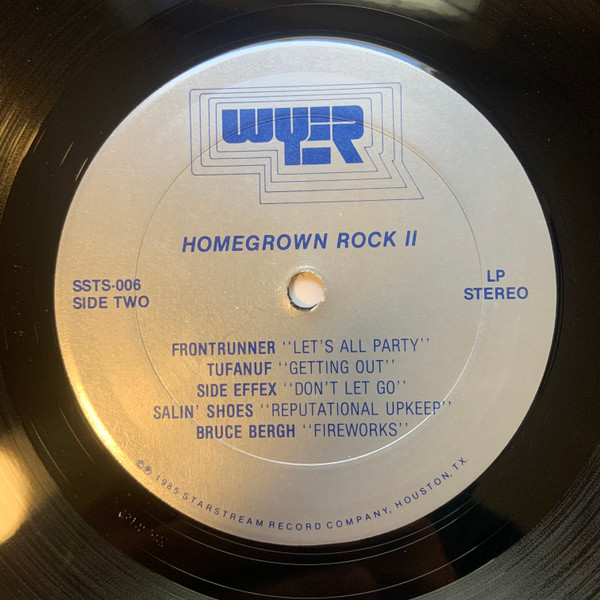 WYER
HOMEGROWN ROCK II
SSTS-006
SIDE TWO
LP
STEREO
FRONTRUNNER "LET'S ALL PARTY"
TUFANUF "GETTING OUT"
SIDE EFFEX "DON'T LET GO"
SALIN' SHOES "REPUTATIONAL UPKEEP"
BRUCE BERGH "FIREWORKS"
©℗ 1985 STARSTREAM RECORD COMPANY, HOUSTON, TX.